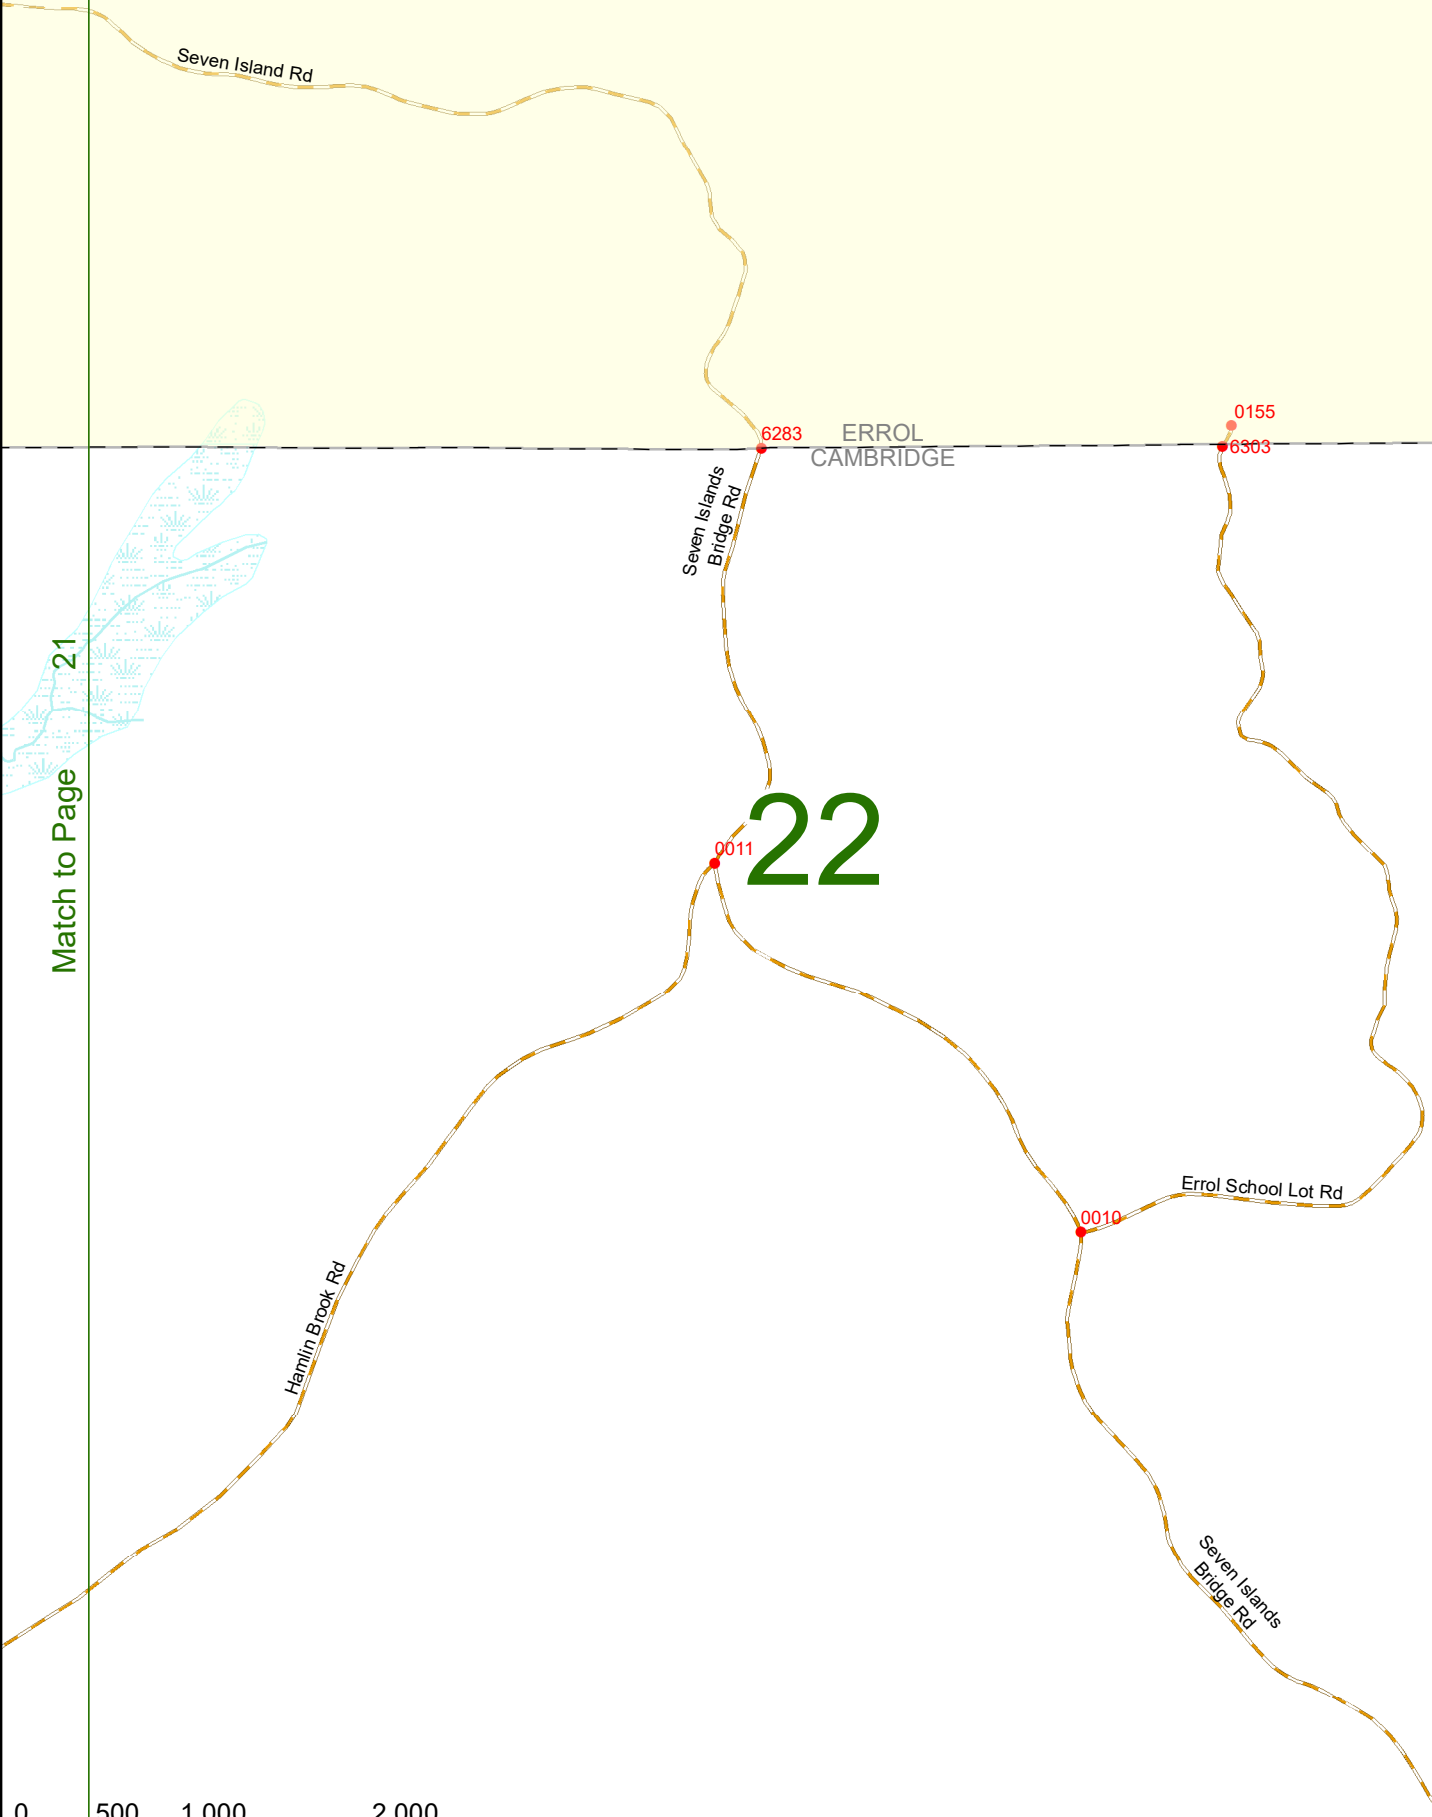 Seven Island Rd
0155
6283
ERROL
6303
CAMBRIDGE
Seven Islands
Bridge Rd
Match to Page 21
22
0011
Errol School Lot Rd
0010
Hamlin Brook Rd
Seven Islands
Bridge Rd
0 500 1,000 2,000